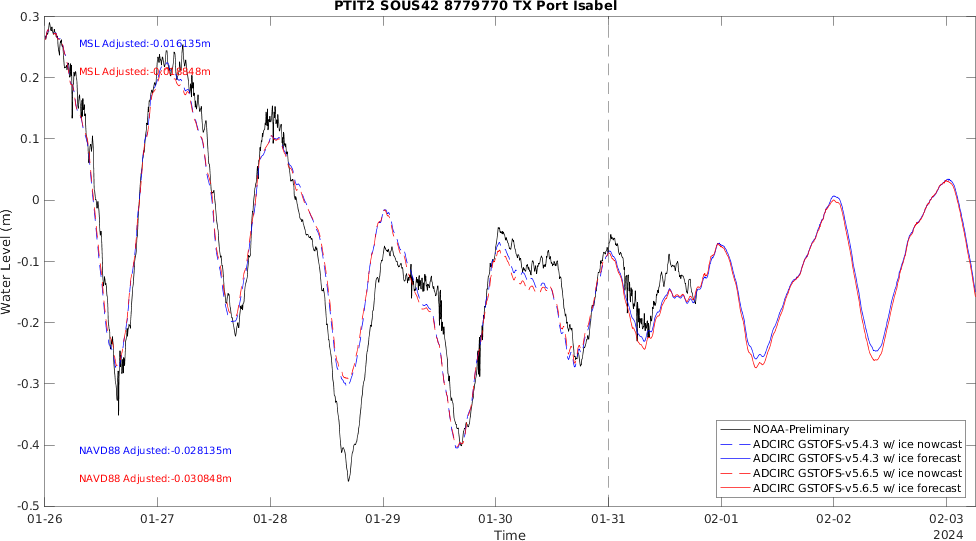 PTIT2 SOUS42 8779770 TX Port Isabel
0.3
0.2
0.1
0
-0.1
-0.2
-0.3
-0.4
-0.5
Water Level (m)
MSL Adjusted:-0.016135m
MSL Adjusted:-0.018848m
NAVD88 Adjusted:-0.028135m
NAVD88 Adjusted:-0.030848m
NOAA-Preliminary
ADCIRC GSTOFS-v5.4.3 w/ ice nowcast
ADCIRC GSTOFS-v5.4.3 w/ ice forecast
ADCIRC GSTOFS-v5.6.5 w/ ice nowcast
ADCIRC GSTOFS-v5.6.5 w/ ice forecast
01-26 01-27 01-28 01-29 01-30 01-31 02-01 02-02 02-03
Time
2024